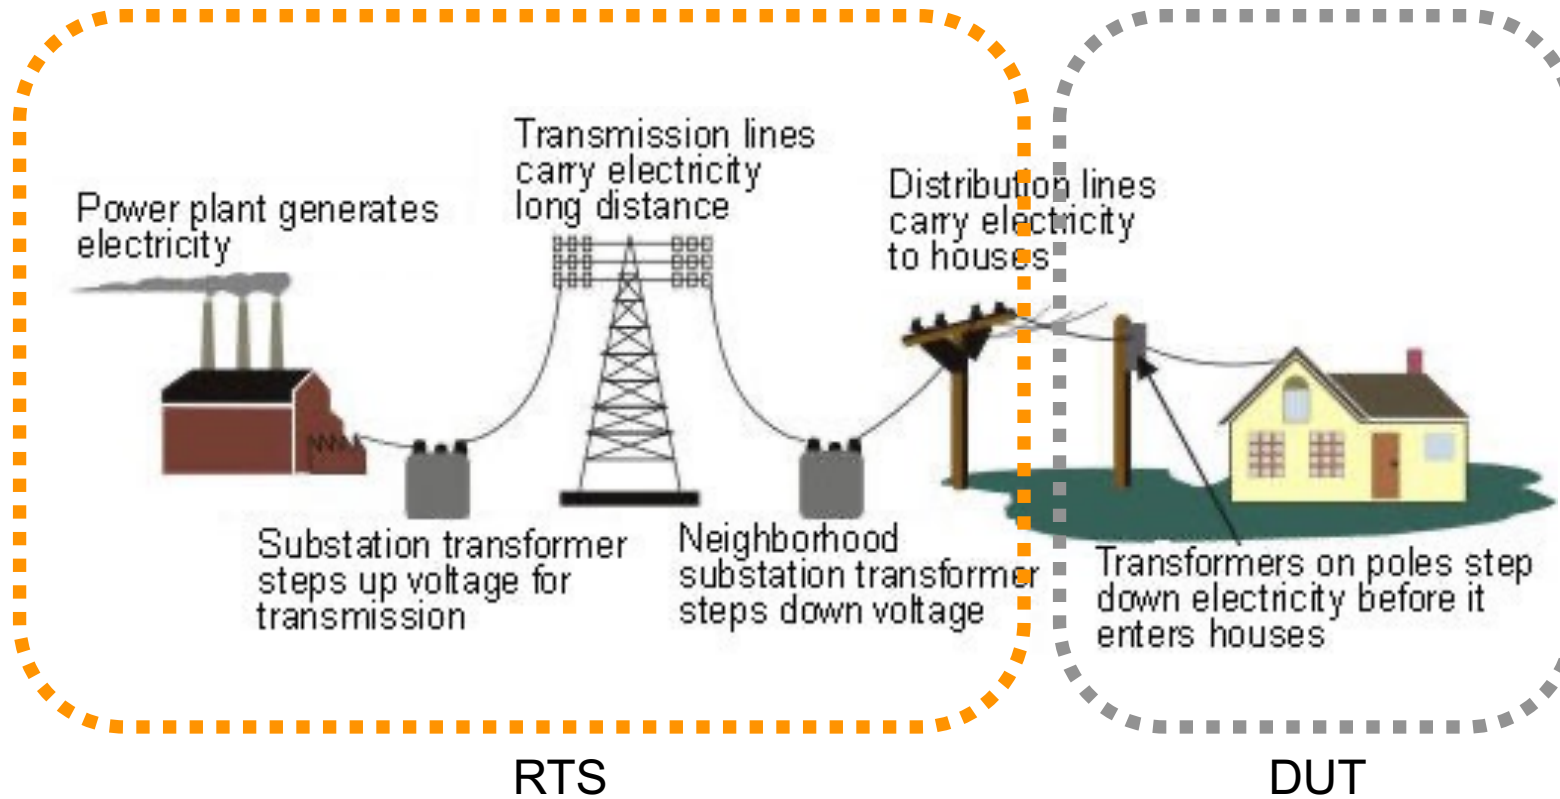 Transmission lines
carry electricity
long distance
Distribution lines
carry electricity
to houses
Power plant generates
electricity
Substation transformer
steps up voltage for
transmission
Neighborhood
substation transformer
steps down voltage
Transformers on poles step
down electricity before it
enters houses
RTS
DUT